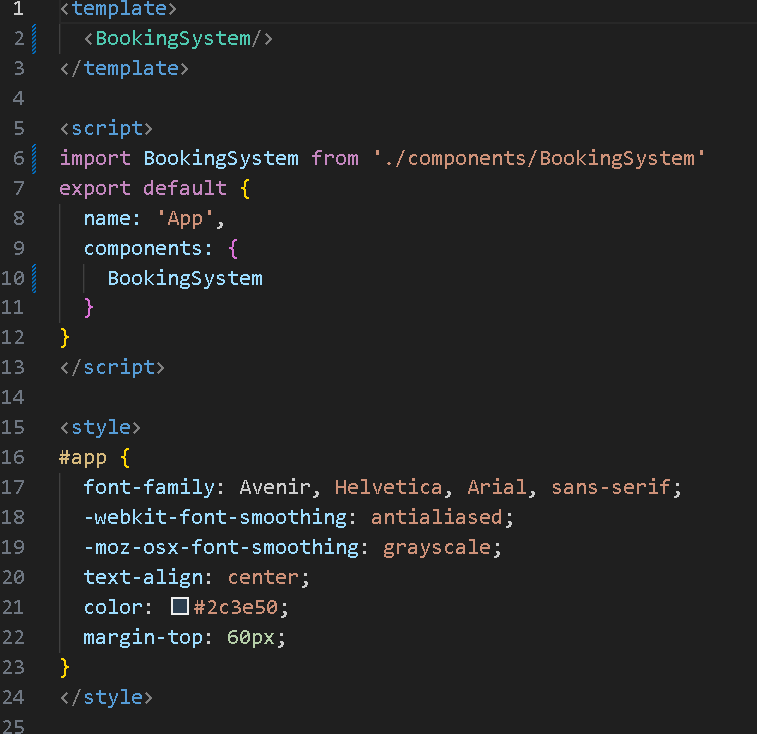 1 <template>
2 <BookingSystem/>
3 </template>
4
5 <script>
6 import BookingSystem from './components/BookingSystem'
7 export default {
8 name: 'App',
9 components: {
10 BookingSystem
11 }
12 }
13 </script>
14
15 <style>
16 #app {
17 font-family: Avenir, Helvetica, Arial, sans-serif;
18 -webkit-font-smoothing: antialiased;
19 -moz-osx-font-smoothing: grayscale;
20 text-align: center;
21 color: #2c3e50;
22 margin-top: 60px;
23 }
24 </style>
25